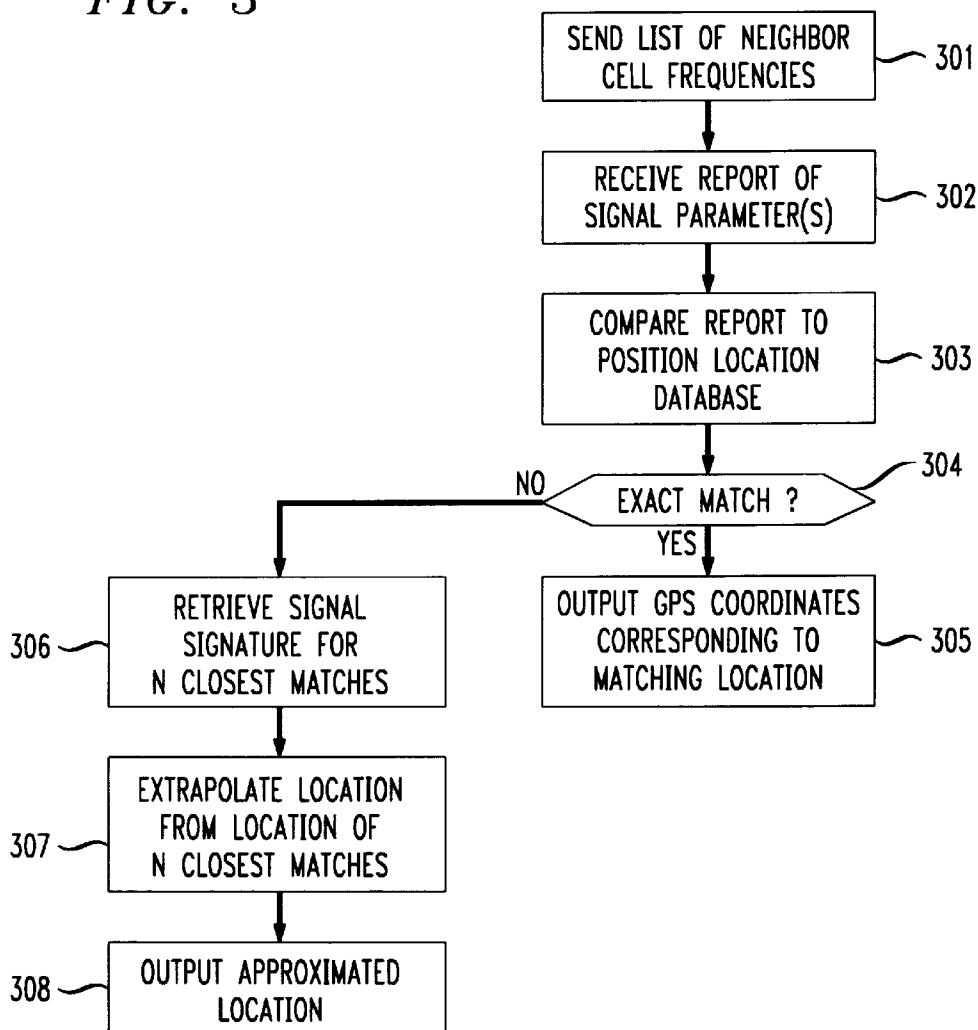 FIG. 3
SEND LIST OF NEIGHBOR
CELL FREQUENCIES
301
RECEIVE REPORT OF
SIGNAL PARAMETER(S)
302
COMPARE REPORT TO
POSITION LOCATION
DATABASE
303
304
NO
EXACT MATCH ?
YES
RETRIEVE SIGNAL
SIGNATURE FOR
N CLOSEST MATCHES
306
OUTPUT GPS COORDINATES
CORRESPONDING TO
MATCHING LOCATION
305
EXTRAPOLATE LOCATION
FROM LOCATION OF
N CLOSEST MATCHES
307
OUTPUT APPROXIMATED
LOCATION
308